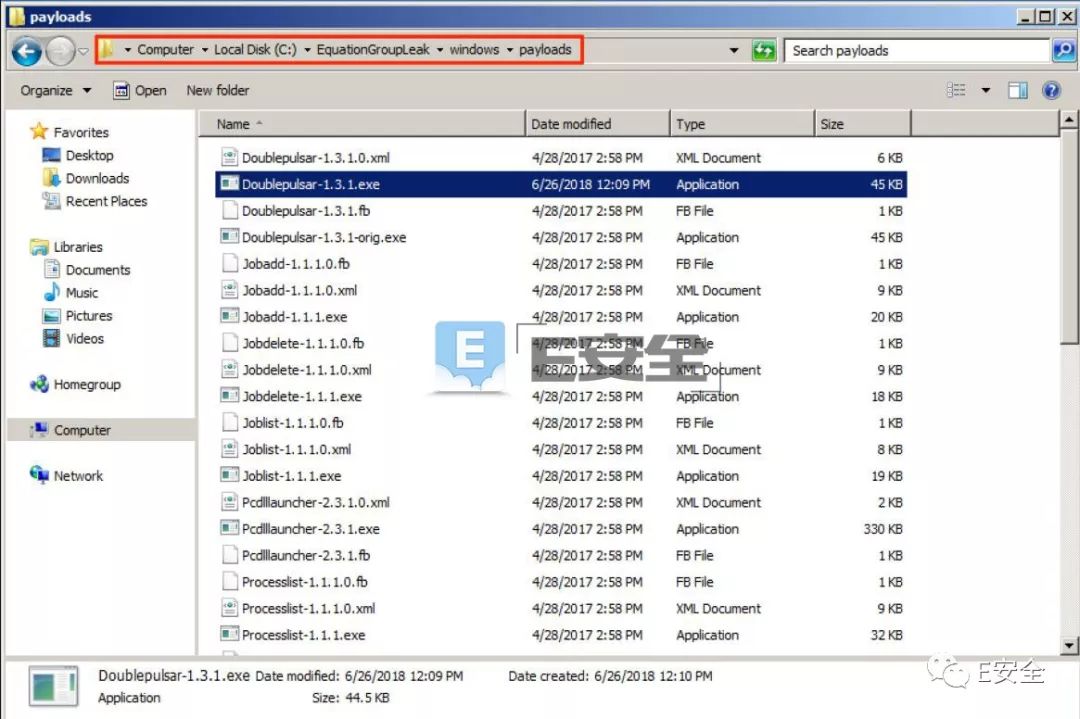 payloads
Computer Local Disk (C:) EquationGroupLeak windows payloads
Search payloads
Organize Open New folder
Favorites
Desktop
Downloads
Recent Places
Libraries
Documents
Music
Pictures
Videos
Homegroup
Computer
Network
Name Date modified Type Size
Doublepulsar-1.3.1.0.xml 4/28/2017 2:58 PM XML Document 6 KB
Doublepulsar-1.3.1.exe 6/26/2018 12:09 PM Application 45 KB
Doublepulsar-1.3.1.fb 4/28/2017 2:58 PM FB File 1 KB
Doublepulsar-1.3.1-orig.exe 4/28/2017 2:58 PM Application 45 KB
Jobadd-1.1.1.0.fb 4/28/2017 2:58 PM FB File 1 KB
Jobadd-1.1.1.0.xml 4/28/2017 2:58 PM XML Document 9 KB
Jobadd-1.1.1.exe 4/28/2017 2:58 PM Application 20 KB
Jobdelete-1.1.1.0.fb 4/28/2017 2:58 PM FB File 1 KB
Jobdelete-1.1.1.0.xml 4/28/2017 2:58 PM XML Document 9 KB
Jobdelete-1.1.1.exe 4/28/2017 2:58 PM Application 18 KB
Joblist-1.1.1.0.fb 4/28/2017 2:58 PM FB File 1 KB
Joblist-1.1.1.0.xml 4/28/2017 2:58 PM XML Document 8 KB
Joblist-1.1.1.exe 4/28/2017 2:58 PM Application 19 KB
Pcdlllauncher-2.3.1.0.xml 4/28/2017 2:58 PM XML Document 2 KB
Pcdlllauncher-2.3.1.exe 4/28/2017 2:58 PM Application 330 KB
Pcdlllauncher-2.3.1.fb 4/28/2017 2:58 PM FB File 1 KB
Processlist-1.1.1.0.fb 4/28/2017 2:58 PM FB File 1 KB
Processlist-1.1.1.0.xml 4/28/2017 2:58 PM XML Document 9 KB
Processlist-1.1.1.exe 4/28/2017 2:58 PM Application 32 KB
E E安全
Doublepulsar-1.3.1.exe Date modified: 6/26/2018 12:09 PM Date created: 6/26/2018 12:10 PM
Application Size: 44.5 KB
E安全